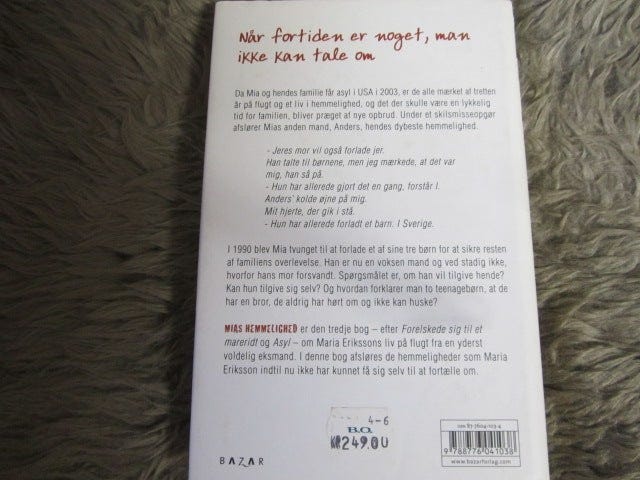 Når fortiden er noget, man
ikke kan tale om
Da Mia og hendes familie får asyl i USA i 2003, er de alle mærket af tretten
år på flugt og et liv i hemmelighed, og det der skulle være en lykkelig
tid for familien, bliver præget af nye opbrud. Under et skilsmisseopgør
afslører Mias anden mand, Anders, hendes dybeste hemmelighed.
- Jeres mor vil også forlade jer.
Han talte til børnene, men jeg mærkede, at det var
mig, han så på.
- Hun har allerede gjort det en gang, forstår I.
Anders' kolde øjne på mig.
Mit hjerte, der gik i stå.
- Hun har allerede forladt et barn. I Sverige.
I 1990 blev Mia tvunget til at forlade et af sine tre børn for at sikre resten
af familiens overlevelse. Han er nu en voksen mand og ved stadig ikke,
hvorfor hans mor forsvandt. Spørgsmålet er, om han vil tilgive hende?
Kan hun tilgive sig selv? Og hvordan forklarer man to teenagebørn, at de
har en bror, de aldrig har hørt om og ikke kan huske?
MIAS HEMMELIGHED er den tredje bog – efter Forelskede sig til et
mareridt og Asyl – om Maria Erikssons liv på flugt fra en yderst
voldelig eksmand. I denne bog afsløres de hemmeligheder som Maria
Eriksson indtil nu ikke har kunnet få sig selv til at fortælle om.
4-6
B.O.
KR249.00
ISBN 87-7604-103-4
9 788776 041038
www.bazarforlag.com
BAZAR